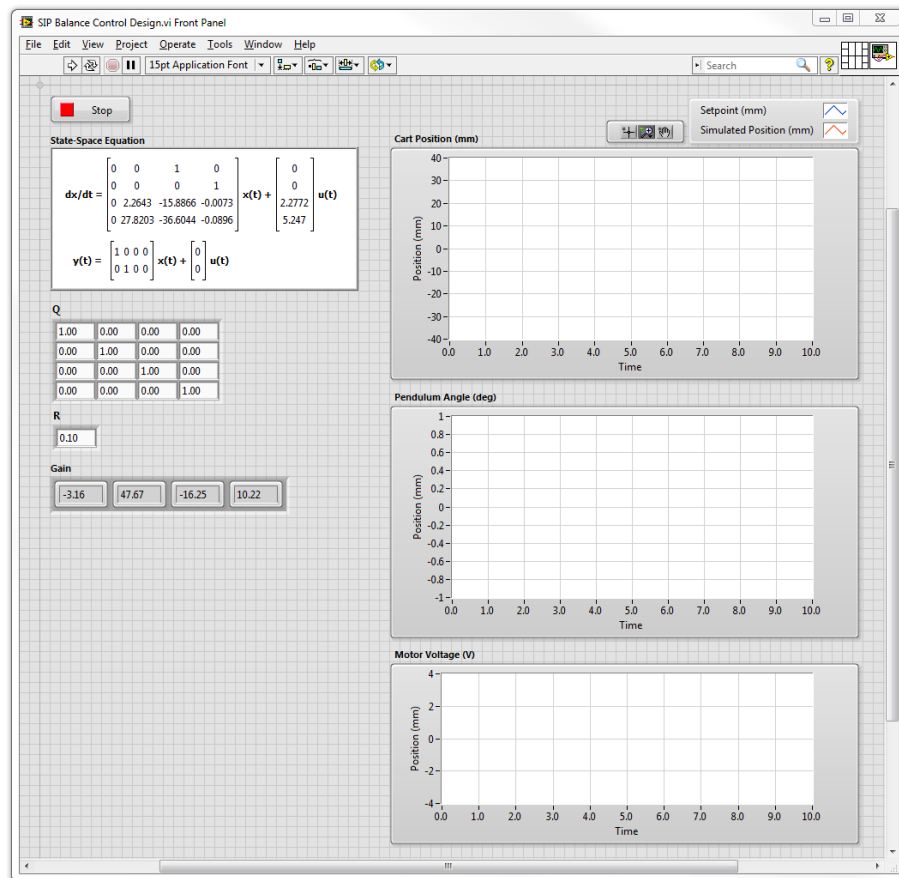 SIP Balance Control Design.vi Front Panel
File Edit View Project Operate Tools Window Help
15pt Application Font
Search
?
Stop
State-Space Equation
0 0 1 0 0
0 0 0 1 0
dx/dt = x(t) + u(t)
0 2.2643 -15.8866 -0.0073 2.2772
0 27.8203 -36.6044 -0.0896 5.247
1 0 0 0 0
y(t) = x(t) + u(t)
0 1 0 0 0
Q
1.00 0.00 0.00 0.00
0.00 1.00 0.00 0.00
0.00 0.00 1.00 0.00
0.00 0.00 0.00 1.00
R
0.10
Gain
-3.16 47.67 -16.25 10.22
Setpoint (mm)
Simulated Position (mm)
Cart Position (mm)
Position (mm)
40
30
20
10
0
-10
-20
-30
-40
0.0 1.0 2.0 3.0 4.0 5.0 6.0 7.0 8.0 9.0 10.0
Time
Pendulum Angle (deg)
Position (mm)
1
0.8
0.6
0.4
0.2
0
-0.2
-0.4
-0.6
-0.8
-1
0.0 1.0 2.0 3.0 4.0 5.0 6.0 7.0 8.0 9.0 10.0
Time
Motor Voltage (V)
Position (mm)
4
2
0
-2
-4
0.0 1.0 2.0 3.0 4.0 5.0 6.0 7.0 8.0 9.0 10.0
Time